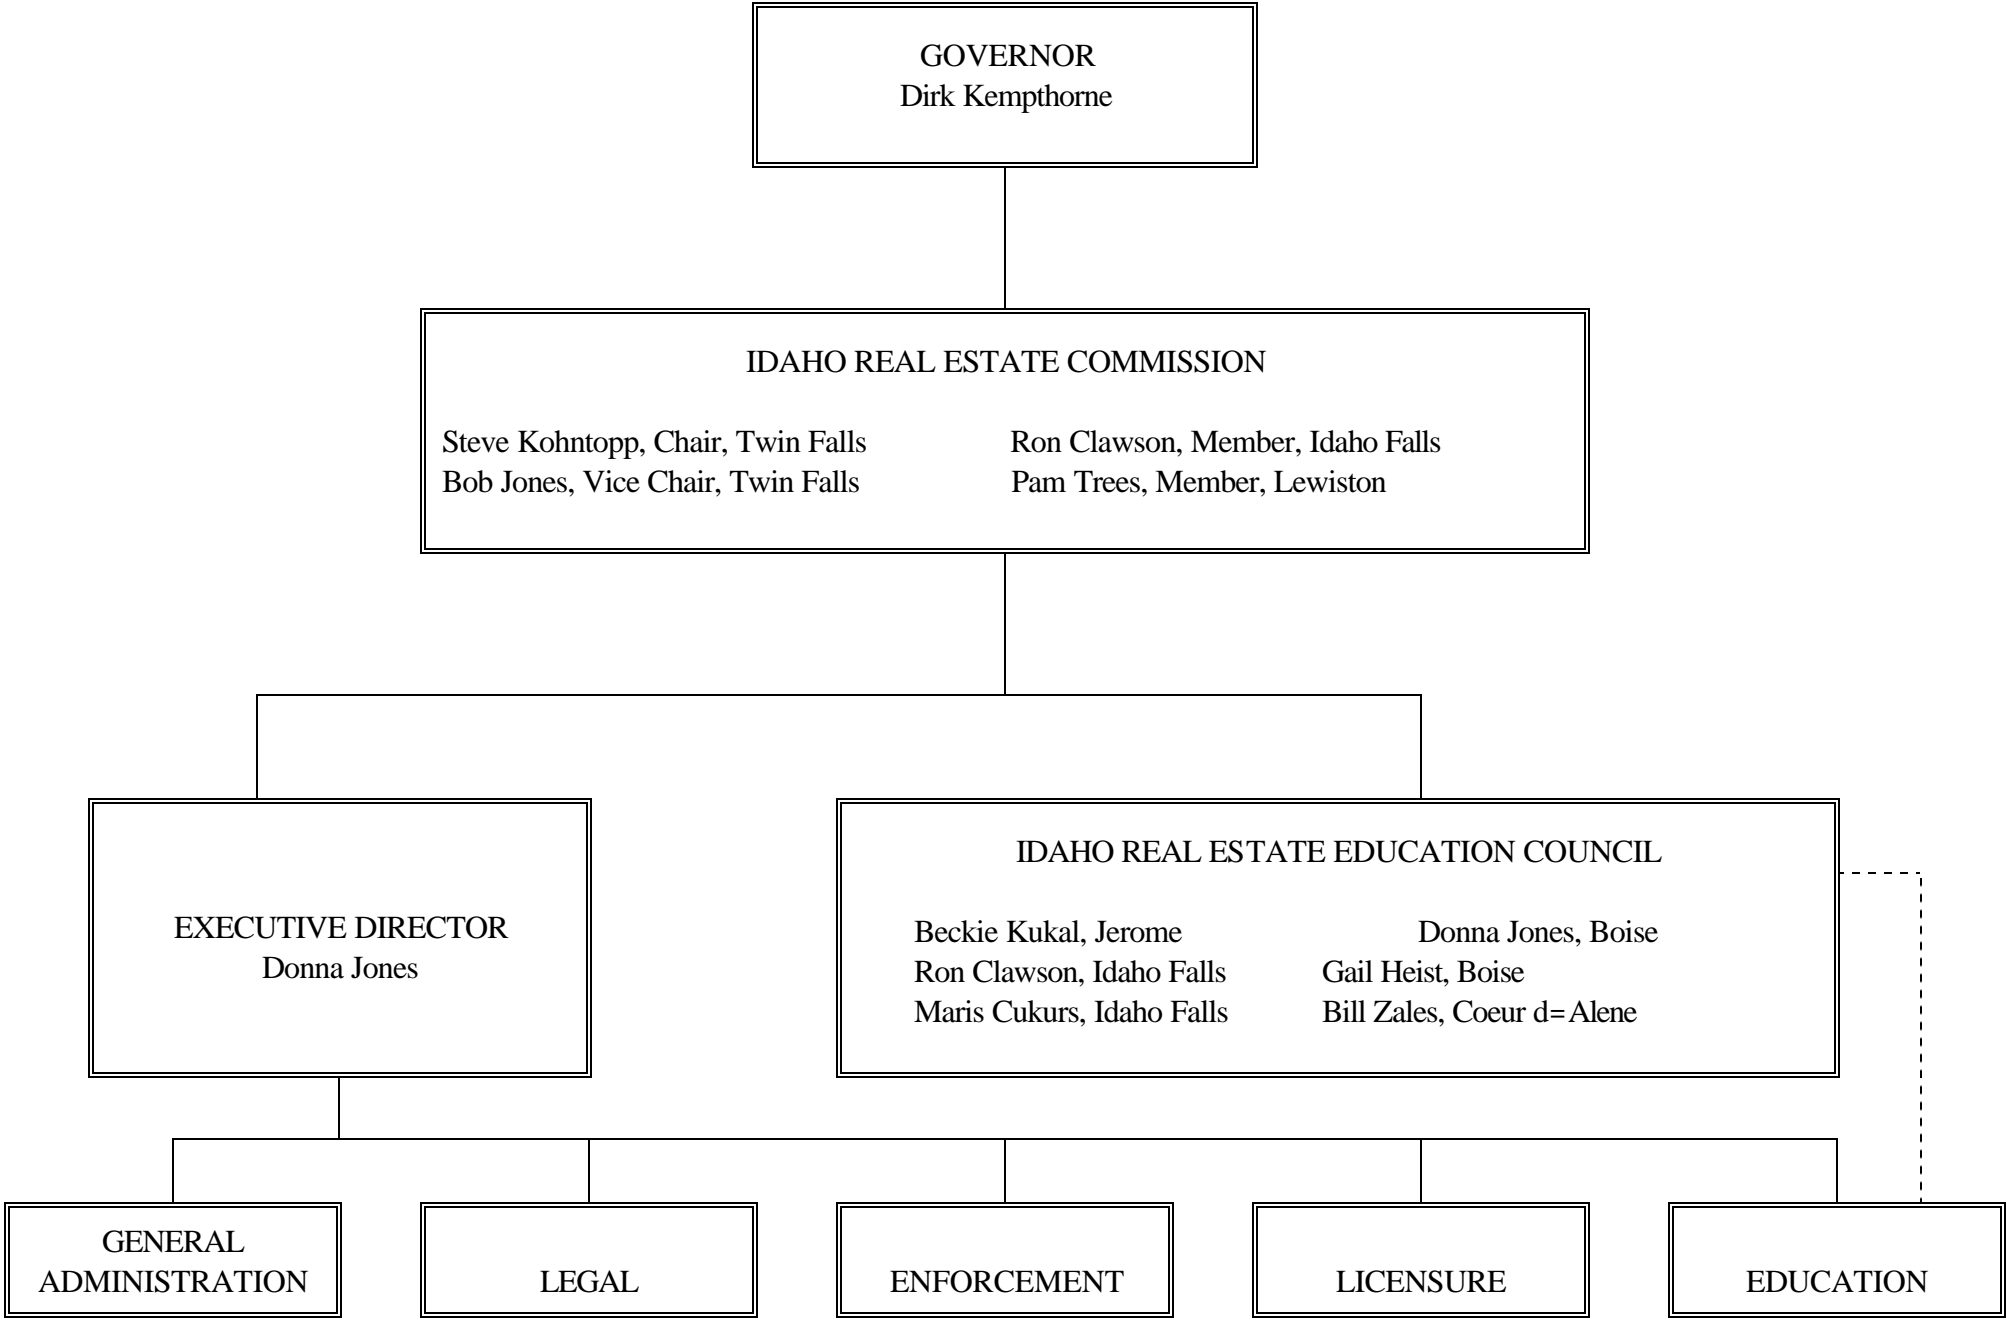 GOVERNOR
Dirk Kempthorne
IDAHO REAL ESTATE COMMISSION
Steve Kohntopp, Chair, Twin Falls Ron Clawson, Member, Idaho Falls
Bob Jones, Vice Chair, Twin Falls Pam Trees, Member, Lewiston
EXECUTIVE DIRECTOR
Donna Jones
IDAHO REAL ESTATE EDUCATION COUNCIL
Beckie Kukal, Jerome Donna Jones, Boise
Ron Clawson, Idaho Falls Gail Heist, Boise
Maris Cukurs, Idaho Falls Bill Zales, Coeur d=Alene
GENERAL
ADMINISTRATION
LEGAL
ENFORCEMENT
LICENSURE
EDUCATION